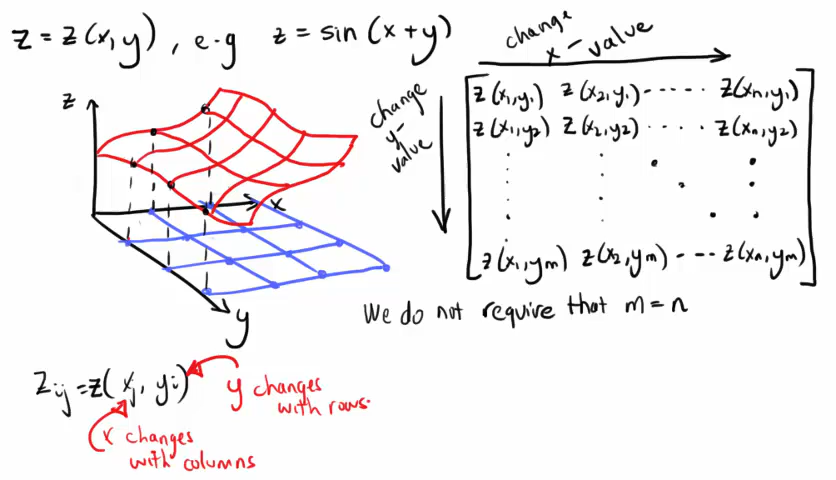 z = z(x, y), e-g z = sin(x+y)
change
x-value
z
x
y
change
y-
value
z(x₁,y₁) z(x₂,y₁) ----- z(xₙ,y₁)
z(x₁,y₂) z(x₂,y₂) .... z(xₙ,y₂)
z(x₁,yₘ) z(x₂,yₘ) --- z(xₙ,yₘ)
We do not require that m = n
zᵢⱼ = z(xⱼ, yᵢ)
y changes
with rows.
x changes
with columns